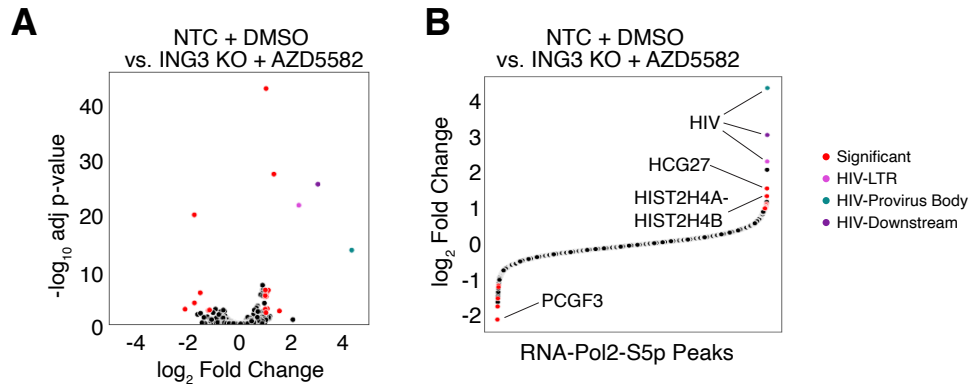 A
NTC + DMSO
vs. ING3 KO + AZD5582
40
30
20
10
0
-log10 adj p-value
-4
-2
0
2
4
log2 Fold Change
B
NTC + DMSO
vs. ING3 KO + AZD5582
4
3
2
1
0
-1
-2
log2 Fold Change
HIV
HCG27
HIST2H4A-
HIST2H4B
PCGF3
RNA-Pol2-S5p Peaks
Significant
HIV-LTR
HIV-Provirus Body
HIV-Downstream